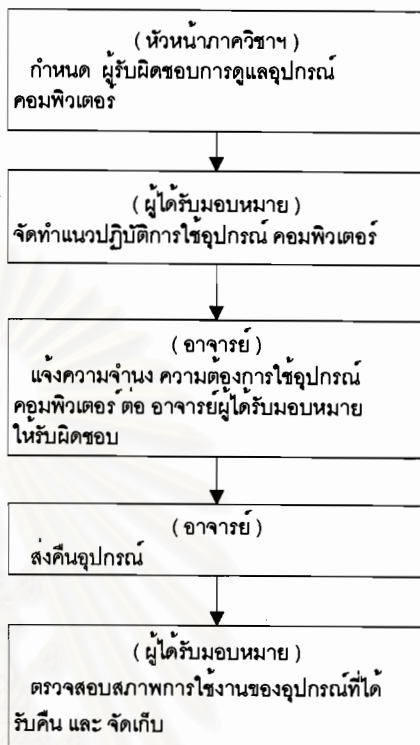 ( หัวหน้าภาควิชาฯ )
กำหนด ผู้รับผิดชอบการดูแลอุปกรณ์
คอมพิวเตอร์
( ผู้ได้รับมอบหมาย )
จัดทำแนวปฏิบัติการใช้อุปกรณ์ คอมพิวเตอร์
( อาจารย์ )
แจ้งความจำนง ความต้องการใช้อุปกรณ์
คอมพิวเตอร์ ต่อ อาจารย์ผู้ได้รับมอบหมาย
ให้รับผิดชอบ
( อาจารย์ )
ส่งคืนอุปกรณ์
( ผู้ได้รับมอบหมาย )
ตรวจสอบสภาพการใช้งานของอุปกรณ์ที่ได้
รับคืน และ จัดเก็บ